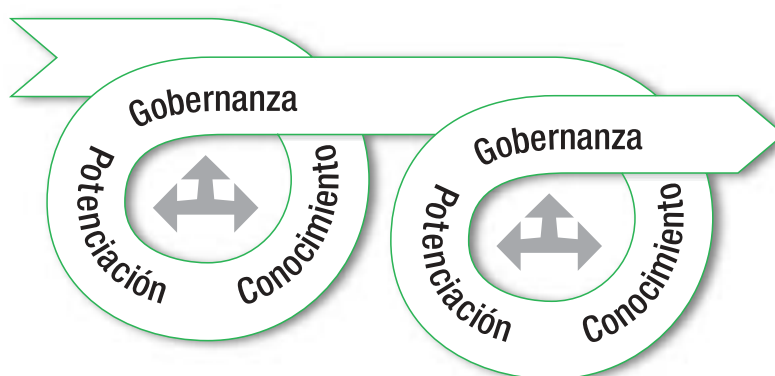 Gobernanza
Potenciación
Conocimiento
Gobernanza
Potenciación
Conocimiento